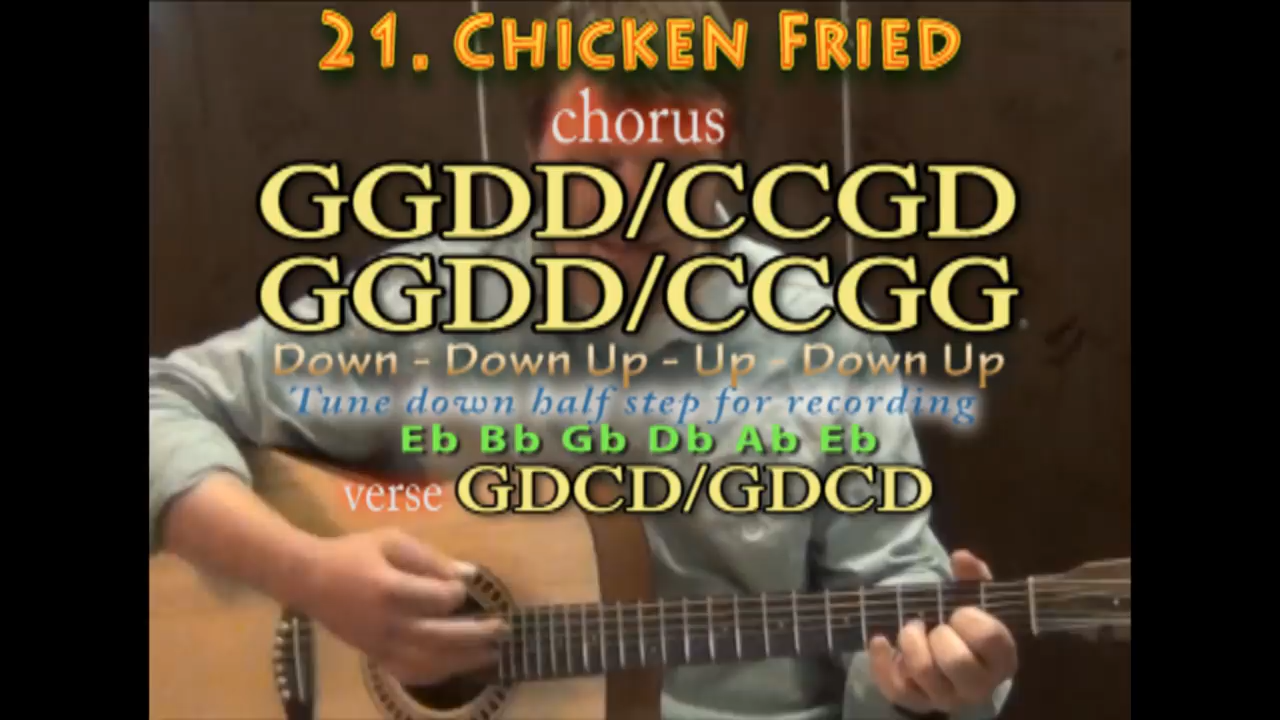 21. CHICKEN FRIED
chorus
GGDD/CCGD
GGDD/CCGG
Down - Down Up - Up - Down Up
Tune down half step for recording
Eb Bb Gb Db Ab Eb
verse GDCD/GDCD